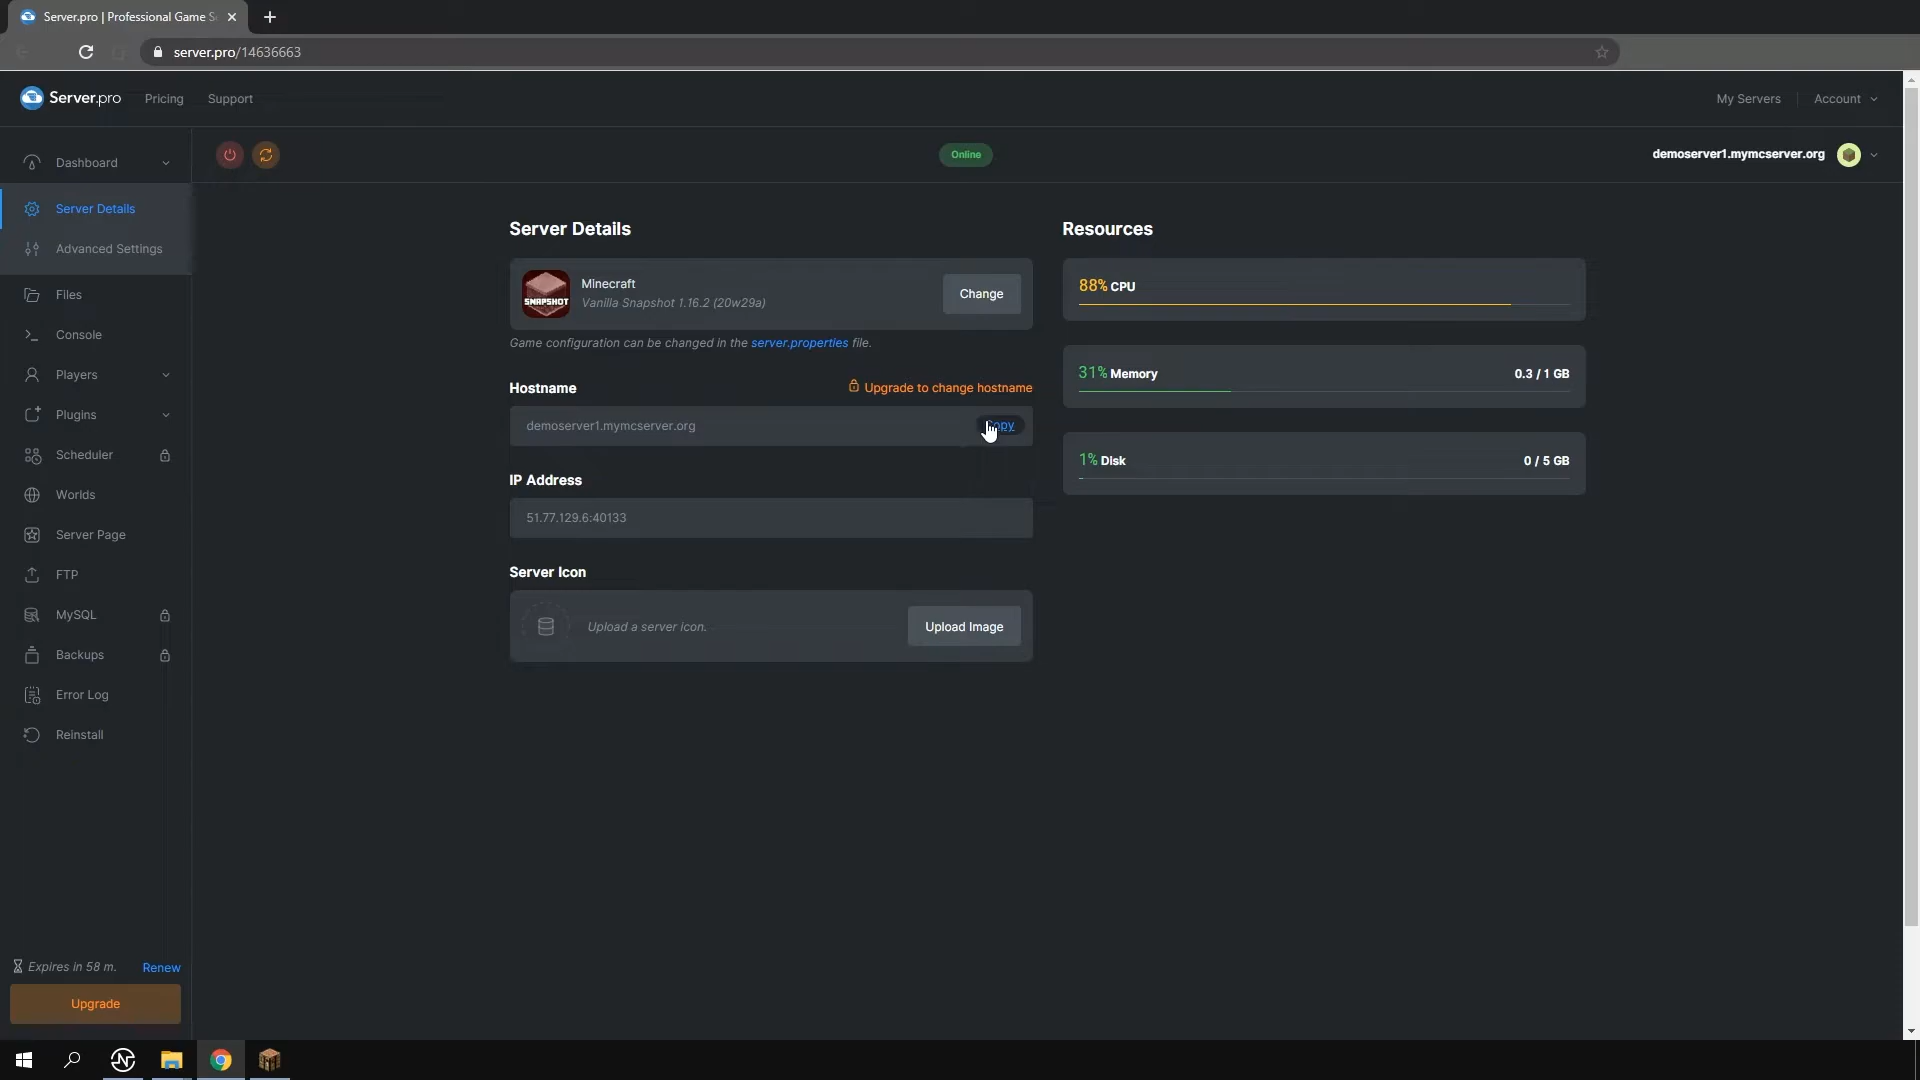 Server.pro | Professional Game S
server.pro/14636663
Server.pro
Pricing
Support
My Servers
Account
Dashboard
Online
demoserver1.mymcserver.org
Server Details
Advanced Settings
Files
Console
Players
Plugins
Scheduler
Worlds
Server Page
FTP
MySQL
Backups
Error Log
Reinstall
Expires in 58 m.
Renew
Upgrade
Server Details
SNAPSHOT
Minecraft
Vanilla Snapshot 1.16.2 (20w29a)
Change
Game configuration can be changed in the server.properties file.
Hostname
Upgrade to change hostname
demoserver1.mymcserver.org
IP Address
51.77.129.6:40133
Server Icon
Upload a server icon.
Upload Image
Resources
88% CPU
31% Memory
0.3 / 1 GB
1% Disk
0 / 5 GB